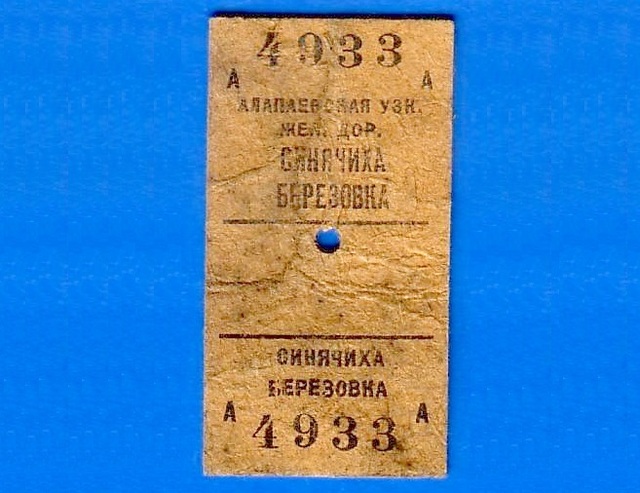 4933
А А
АЛАПАЕВСКАЯ УЗК.
ЖЕЛ. ДОР.
СИНЯЧИХА
БЕРЕЗОВКА
СИНЯЧИХА
БЕРЕЗОВКА
А А
4933